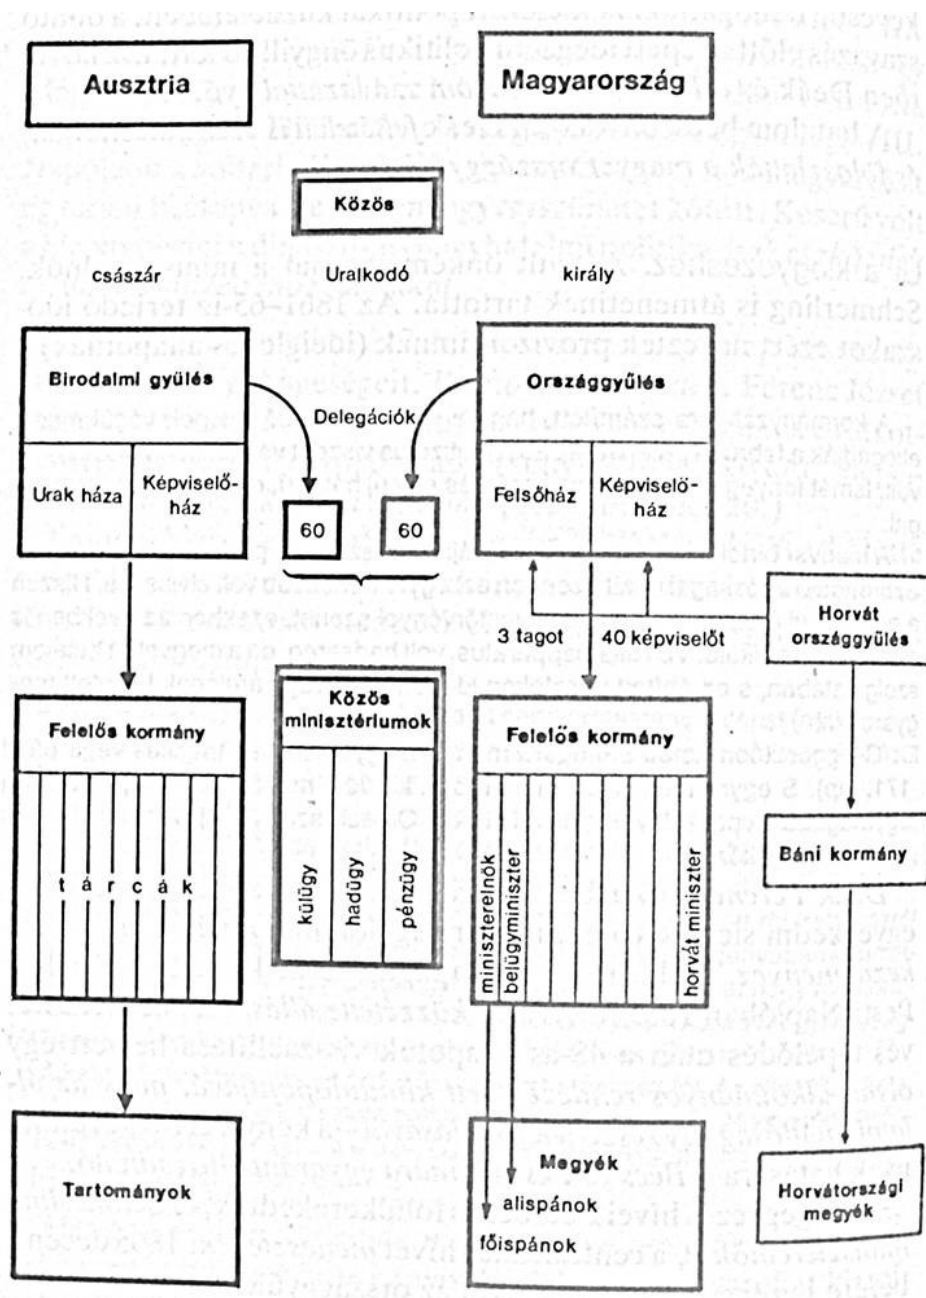 Ausztria
Magyarország
Közös
császár
Uralkodó
király
Birodalmi gyűlés
Országgyűlés
Delegációk
Urak háza
Képviselő-
ház
60
60
Felsőház
Képviselő-
ház
3 tagot
40 képviselőt
Horvát
országgyűlés
Felelős kormány
tárcák
Közös
minisztériumok
külügy
hadügy
pénzügy
Felelős kormány
miniszterelnök
belügyminiszter
horvát miniszter
Báni kormány
Tartományok
Megyék
alispánok
főispánok
Horvátországi
megyék